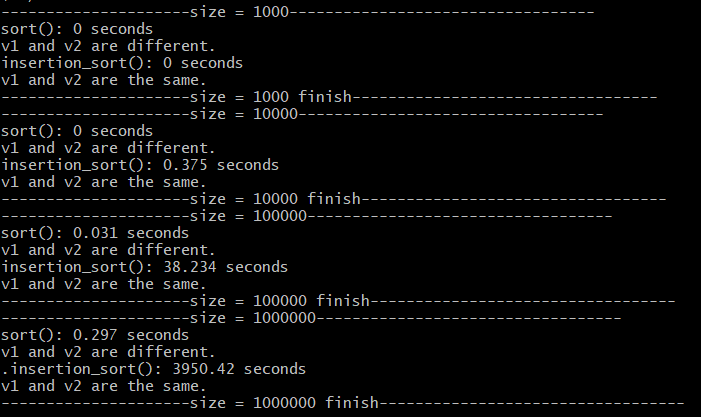 ---------------------size = 1000----------------------------------
sort(): 0 seconds
v1 and v2 are different.
insertion_sort(): 0 seconds
v1 and v2 are the same.
---------------------size = 1000 finish----------------------------------
---------------------size = 10000----------------------------------
sort(): 0 seconds
v1 and v2 are different.
insertion_sort(): 0.375 seconds
v1 and v2 are the same.
---------------------size = 10000 finish----------------------------------
---------------------size = 100000----------------------------------
sort(): 0.031 seconds
v1 and v2 are different.
insertion_sort(): 38.234 seconds
v1 and v2 are the same.
---------------------size = 100000 finish----------------------------------
---------------------size = 1000000----------------------------------
sort(): 0.297 seconds
v1 and v2 are different.
.insertion_sort(): 3950.42 seconds
v1 and v2 are the same.
---------------------size = 1000000 finish----------------------------------